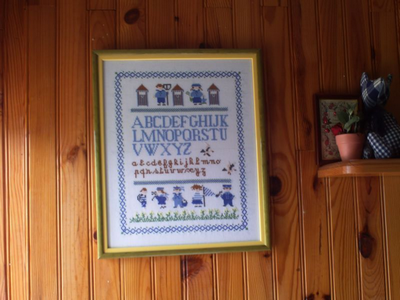 ABCDEFGHIJK
LMNOPQRSTU
VWXYZ
abcdefghijklmno
pqrstuvwxyz